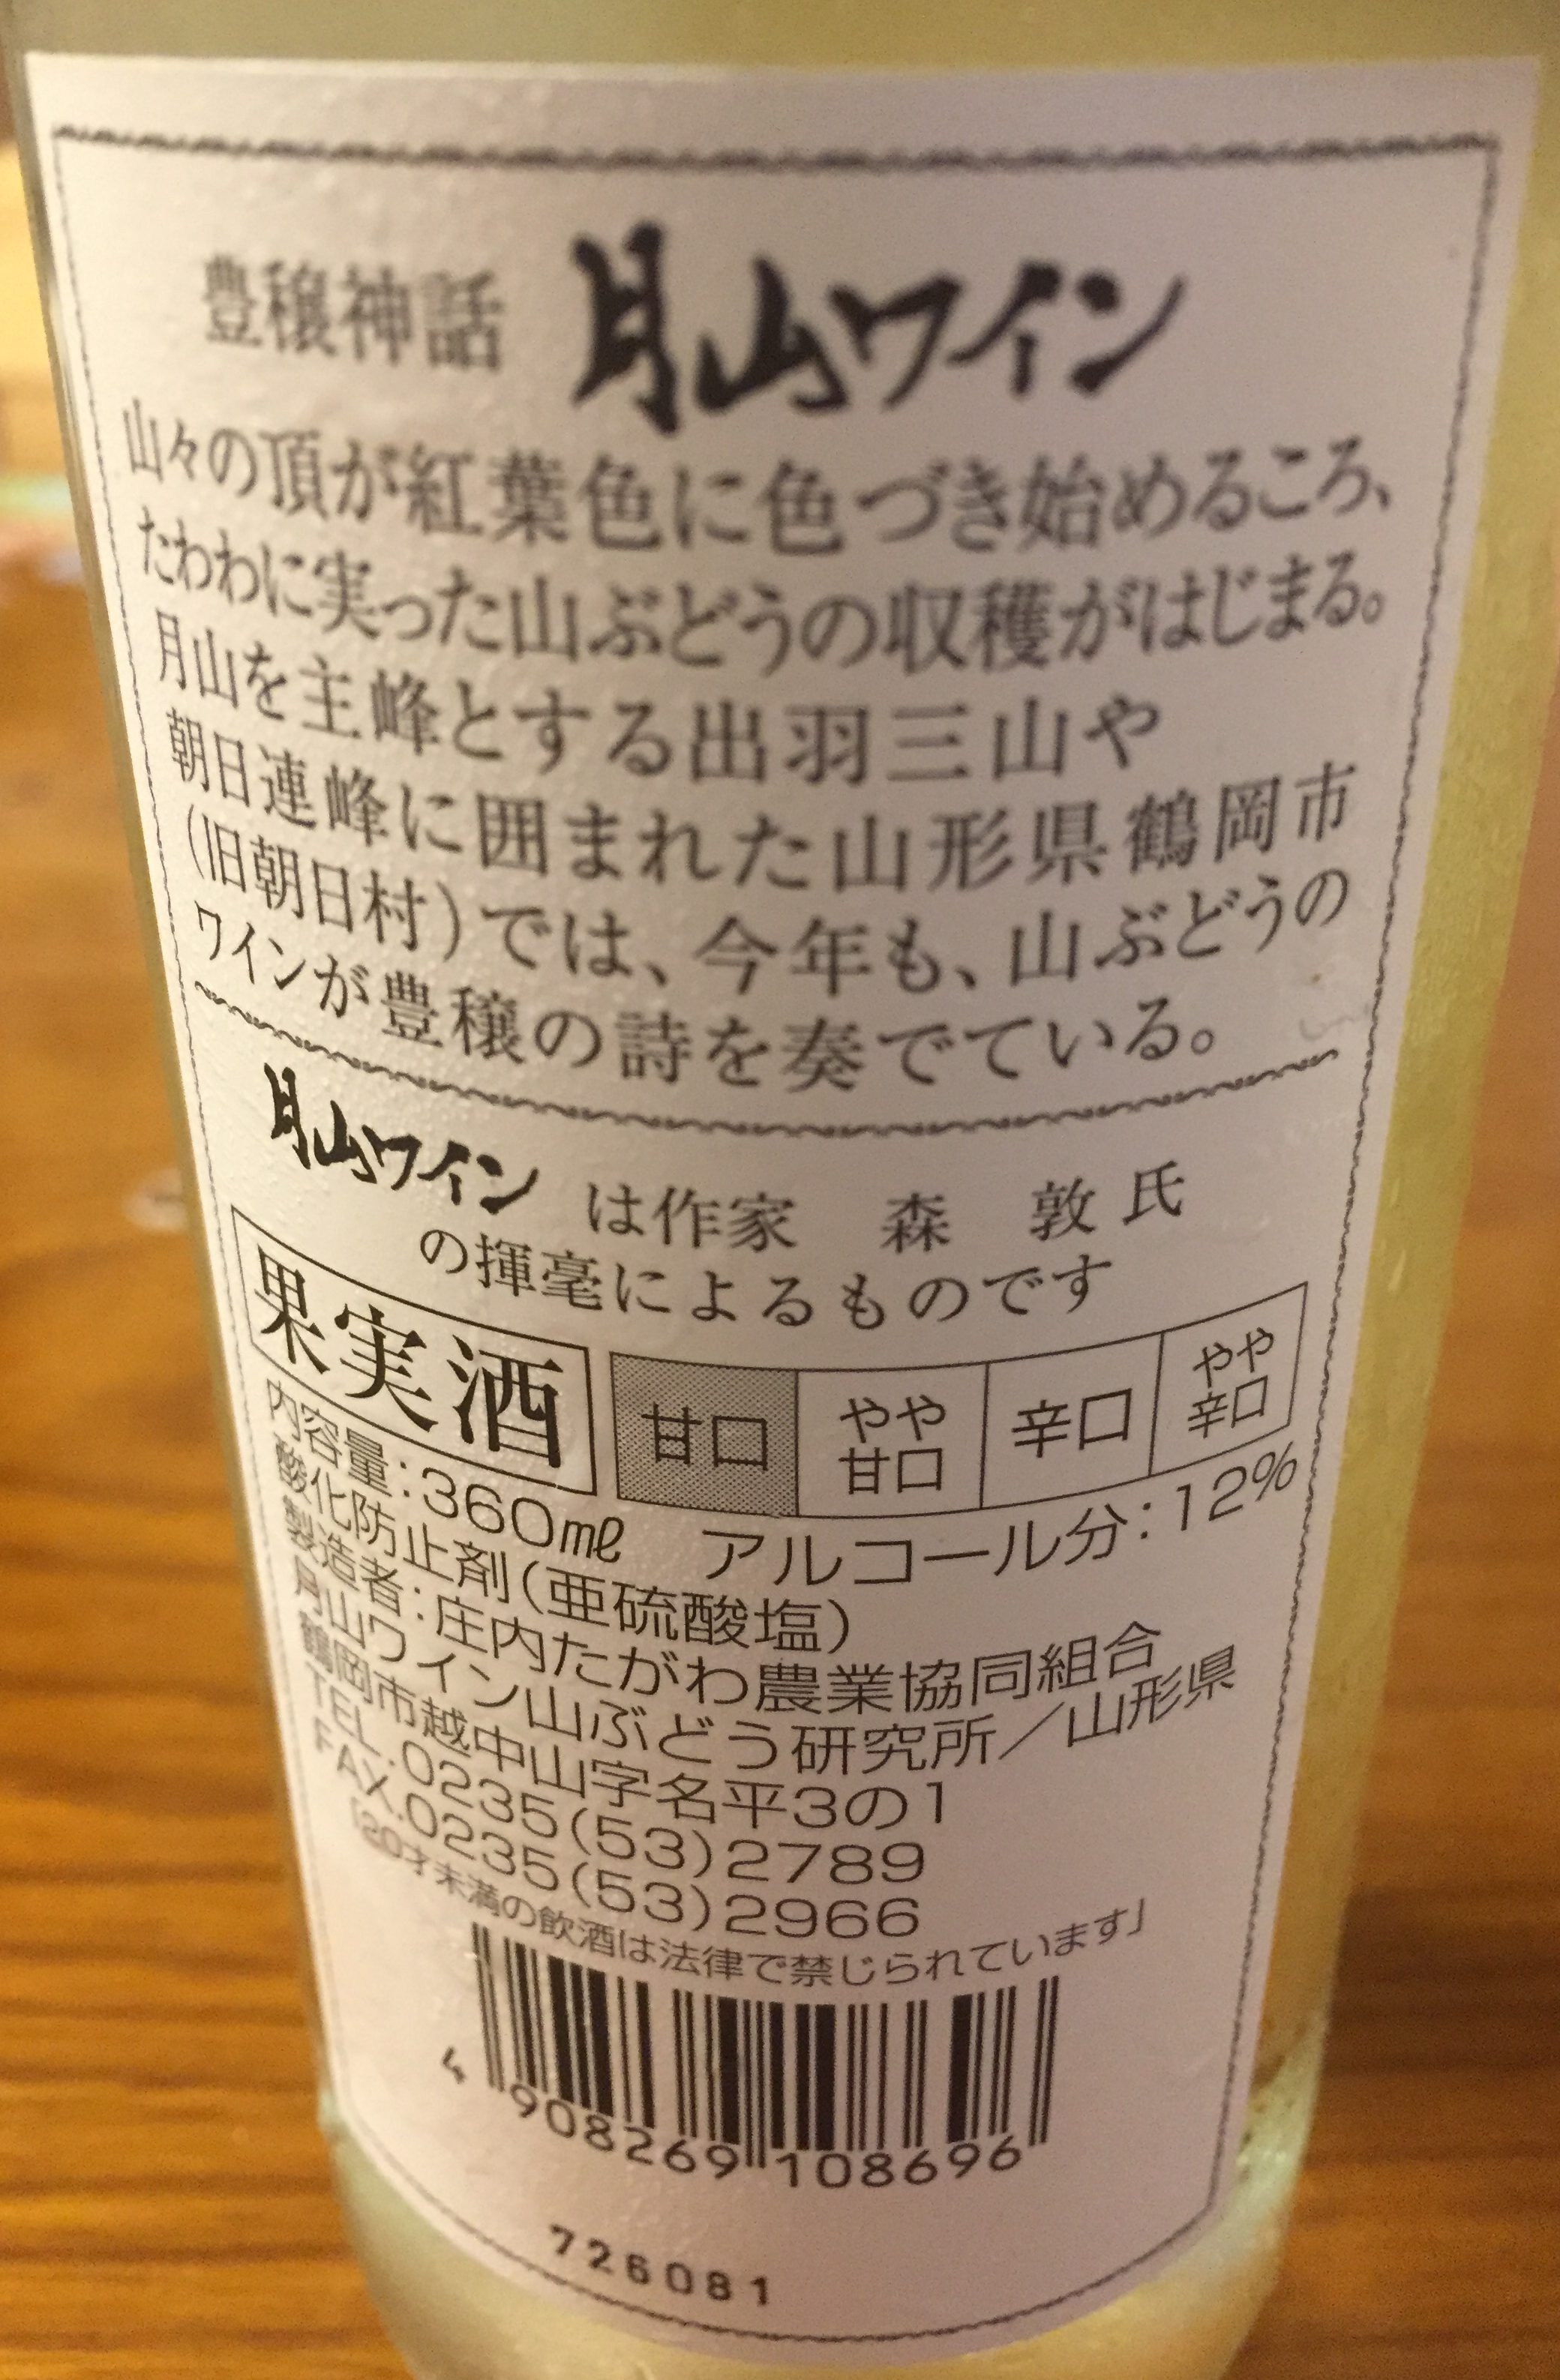 豊穣神話 月山ワイン
山々の頂が紅葉色に色づき始めるころ、
たわわに実った山ぶどうの収穫がはじまる。
月山を主峰とする出羽三山や
朝日連峰に囲まれた山形県鶴岡市
(旧朝日村)では、今年も、山ぶどうの
ワインが豊穣の詩を奏でている。
月山ワイン は作家 森 敦 氏
の揮毫によるものです
果実酒 甘口 やや甘口 辛口 やや辛口
内容量:360㎖ アルコール分:12%
酸化防止剤(亜硫酸塩)
製造者:庄内たがわ農業協同組合
月山ワイン山ぶどう研究所/山形県
鶴岡市越中山字名平3の1
TEL.0235(53)2789
FAX.0235(53)2966
「20才未満の飲酒は法律で禁じられています」
4 908269 108696
726081